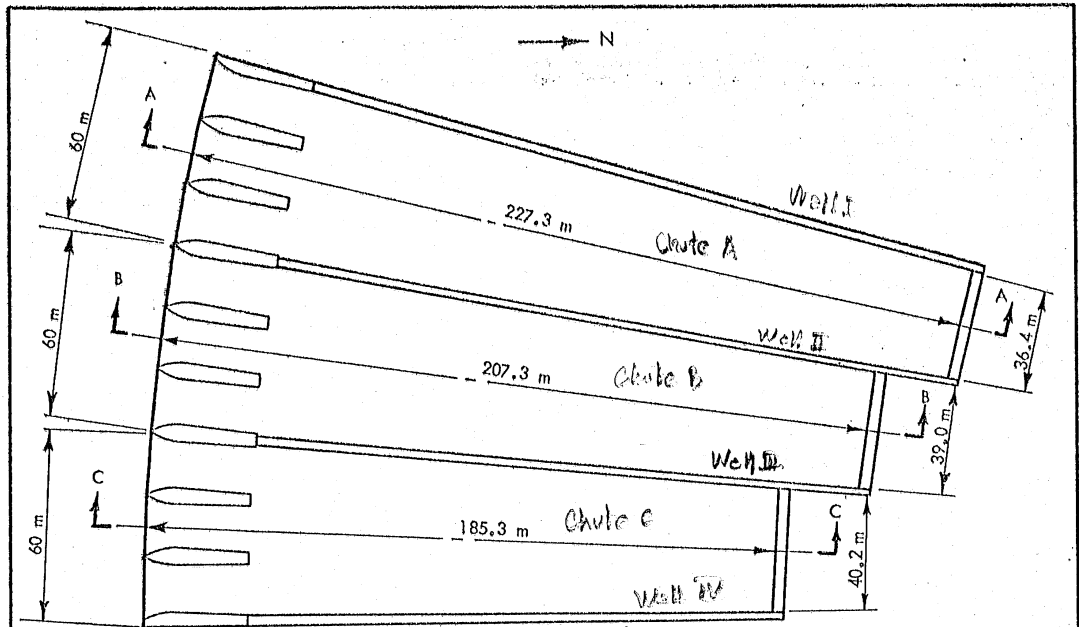 N
A
60 m
Wall I
227.3 m
Chute A
A
36.4 m
B
60 m
Wall II
207.3 m
Chute B
B
39.0 m
Wall III
C
60 m
Chute C
185.3 m
C
40.2 m
Wall IV